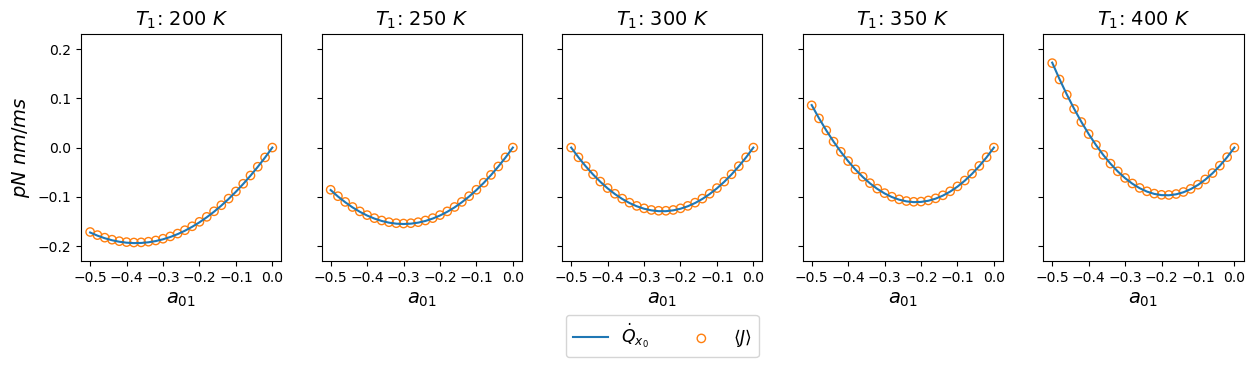 T₁: 200 K T₁: 250 K T₁: 300 K T₁: 350 K T₁: 400 K
pN nm/ms
0.2
0.1
0.0
−0.1
−0.2
−0.5 −0.4 −0.3 −0.2 −0.1 0.0 −0.5 −0.4 −0.3 −0.2 −0.1 0.0 −0.5 −0.4 −0.3 −0.2 −0.1 0.0 −0.5 −0.4 −0.3 −0.2 −0.1 0.0 −0.5 −0.4 −0.3 −0.2 −0.1 0.0
a₀₁ a₀₁ a₀₁ a₀₁ a₀₁
Q̇ₓ₀ ⟨J⟩